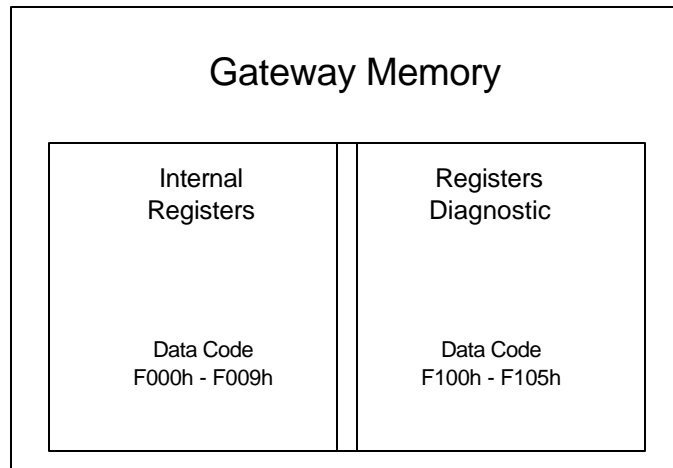 Gateway Memory
Internal
Registers
Data Code
F000h - F009h
Registers
Diagnostic
Data Code
F100h - F105h